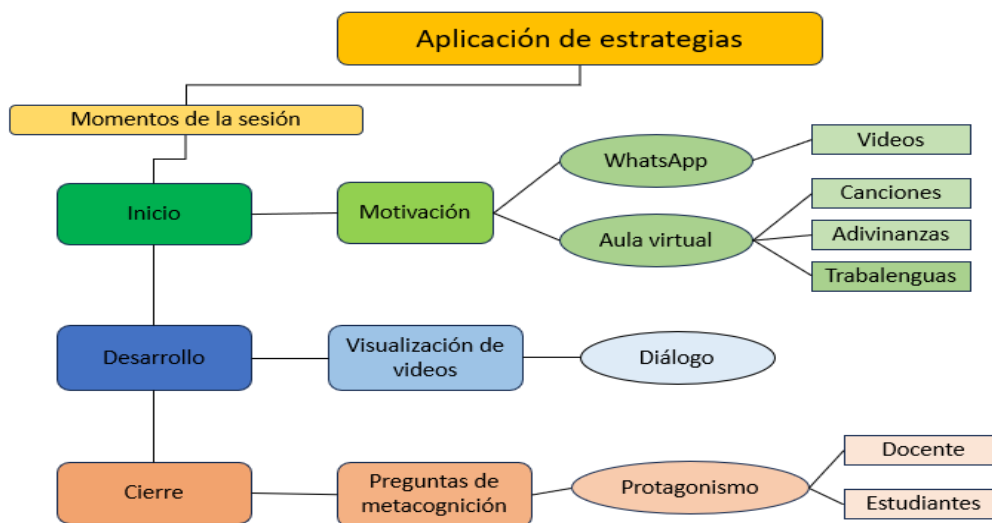 Aplicación de estrategias
Momentos de la sesión
Inicio
Motivación
WhatsApp
Videos
Aula virtual
Canciones
Adivinanzas
Trabalenguas
Desarrollo
Visualización de
videos
Diálogo
Cierre
Preguntas de
metacognición
Protagonismo
Docente
Estudiantes